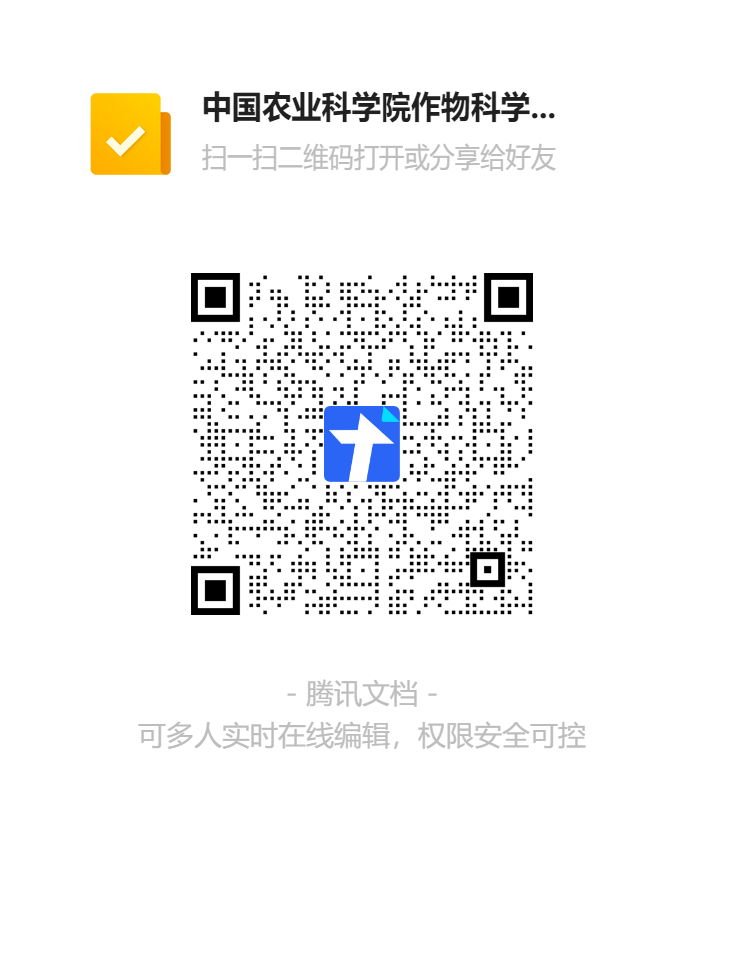 中国农业科学院作物科学...
扫一扫二维码打开或分享给好友
- 腾讯文档 -
可多人实时在线编辑，权限安全可控